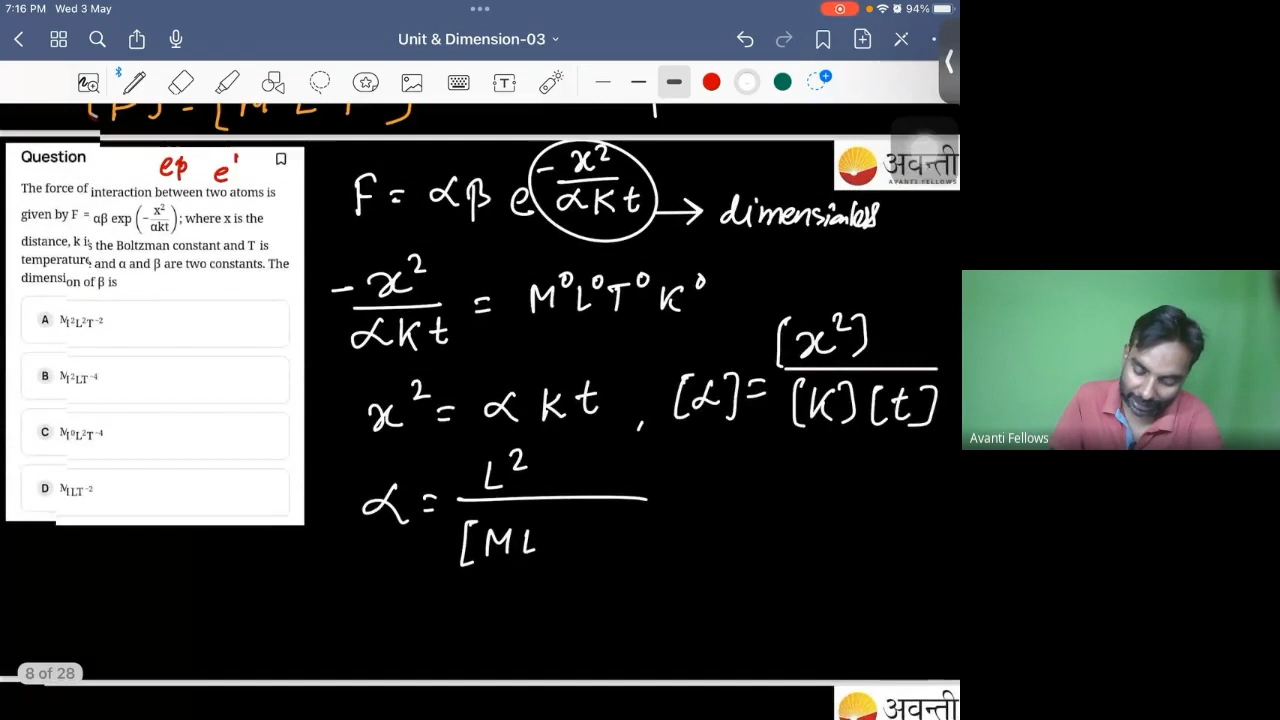 7:16 PM Wed 3 May
94%
Unit & Dimension-03
Question
ep e'
The force of interaction between two atoms is
given by F = αβ exp (-x²/αkt); where x is the
distance, k is the Boltzman constant and T is
temperature and α and β are two constants. The
dimension of β is
A M²L²T⁻²
B M²LT⁻⁴
C M⁰L²T⁻⁴
D MLT⁻²
F = αβ e^(-x²/αKt) → dimensionless
-x²/αKt = M⁰L⁰T⁰K⁰
x² = αKt, [α] = [x²]/[K][t]
α = L²/[ML
अवन्ती
AVANTI FELLOWS
Avanti Fellows
8 of 28
अवन्ती